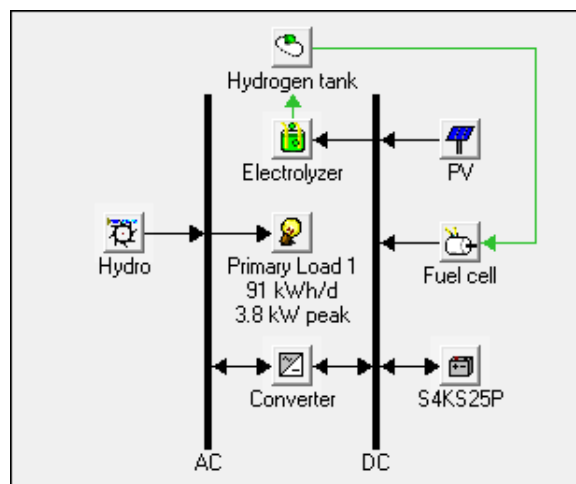 Hydrogen tank
Electrolyzer
PV
Hydro
Primary Load 1
91 kWh/d
3.8 kW peak
Fuel cell
Converter
S4KS25P
AC
DC